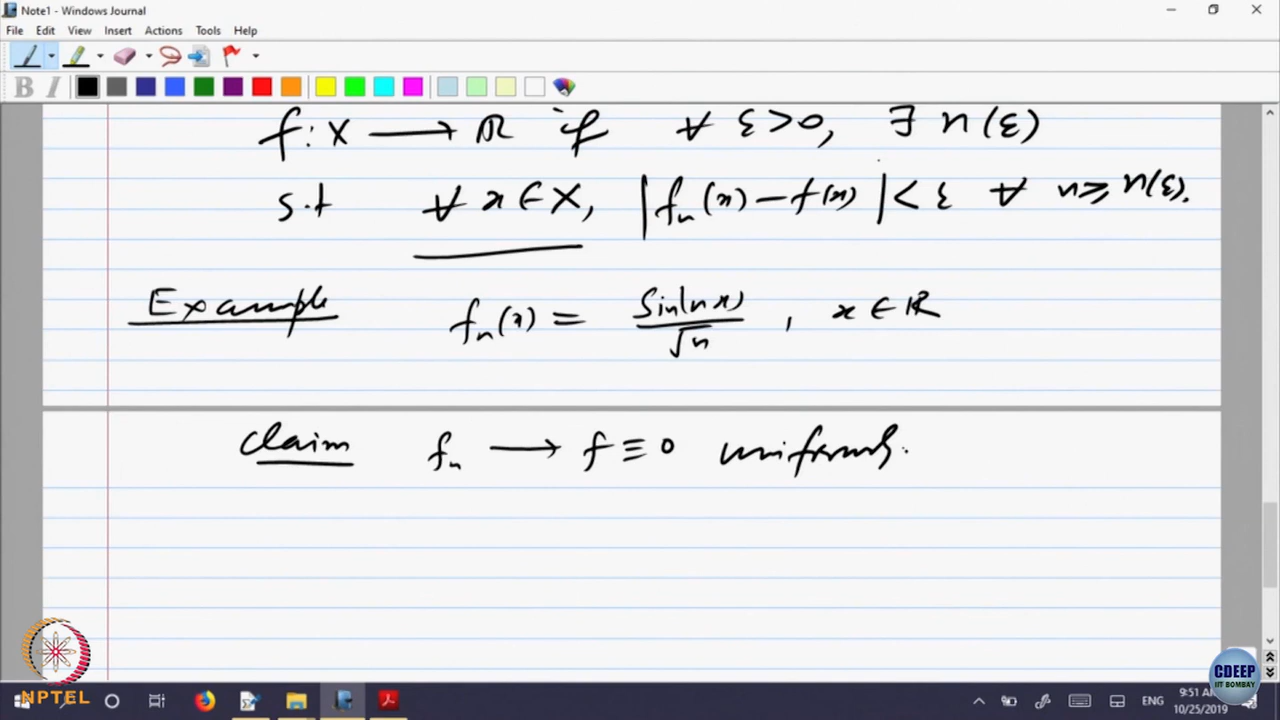 Note1 - Windows Journal
File Edit View Insert Actions Tools Help
B I
f : X → ℝ if ∀ ε > 0, ∃ n(ε)
s.t ∀ x ∈ X, |fₙ(x) − f(x)| < ε ∀ n ≥ n(ε).
Example fₙ(x) = Sin(nx)/√n , x ∈ ℝ
Claim fₙ → f ≡ 0 uniformly.
NPTEL
CDEEP
IIT BOMBAY
ENG
9:51 AM
10/25/2019